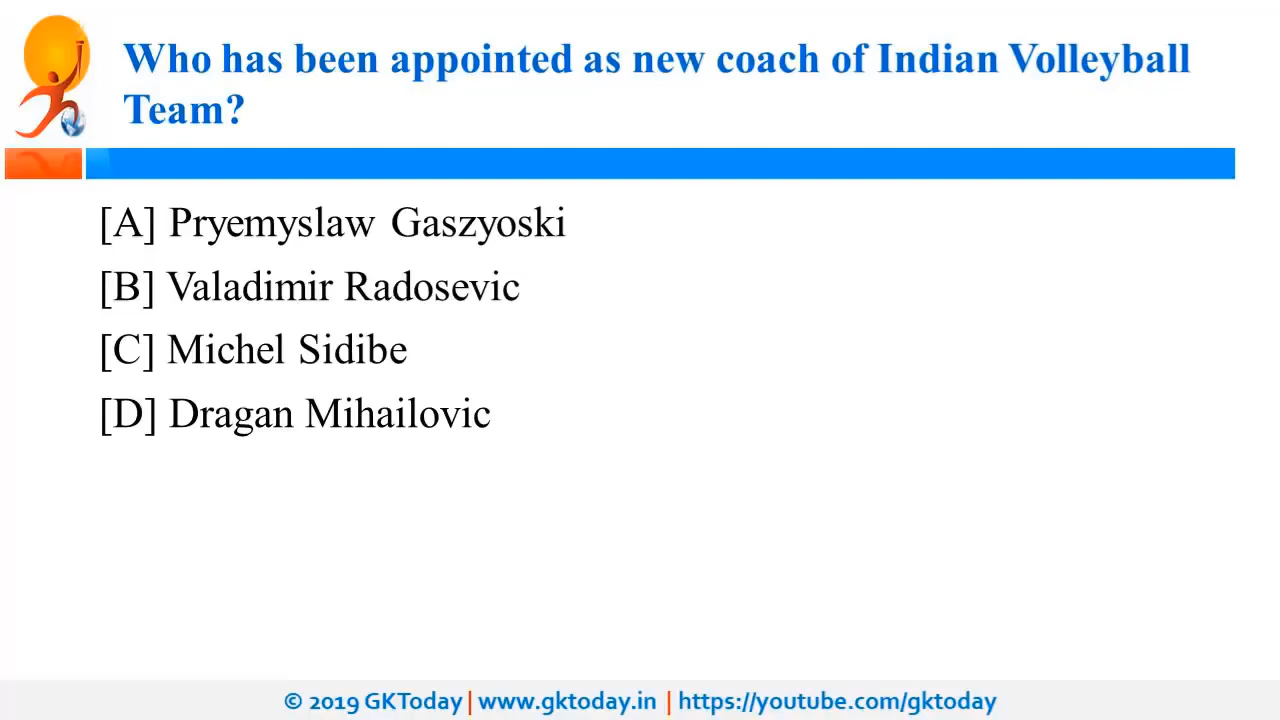 Who has been appointed as new coach of Indian Volleyball
Team?
[A] Pryemyslaw Gaszyoski
[B] Valadimir Radosevic
[C] Michel Sidibe
[D] Dragan Mihailovic
© 2019 GKToday | www.gktoday.in | https://youtube.com/gktoday